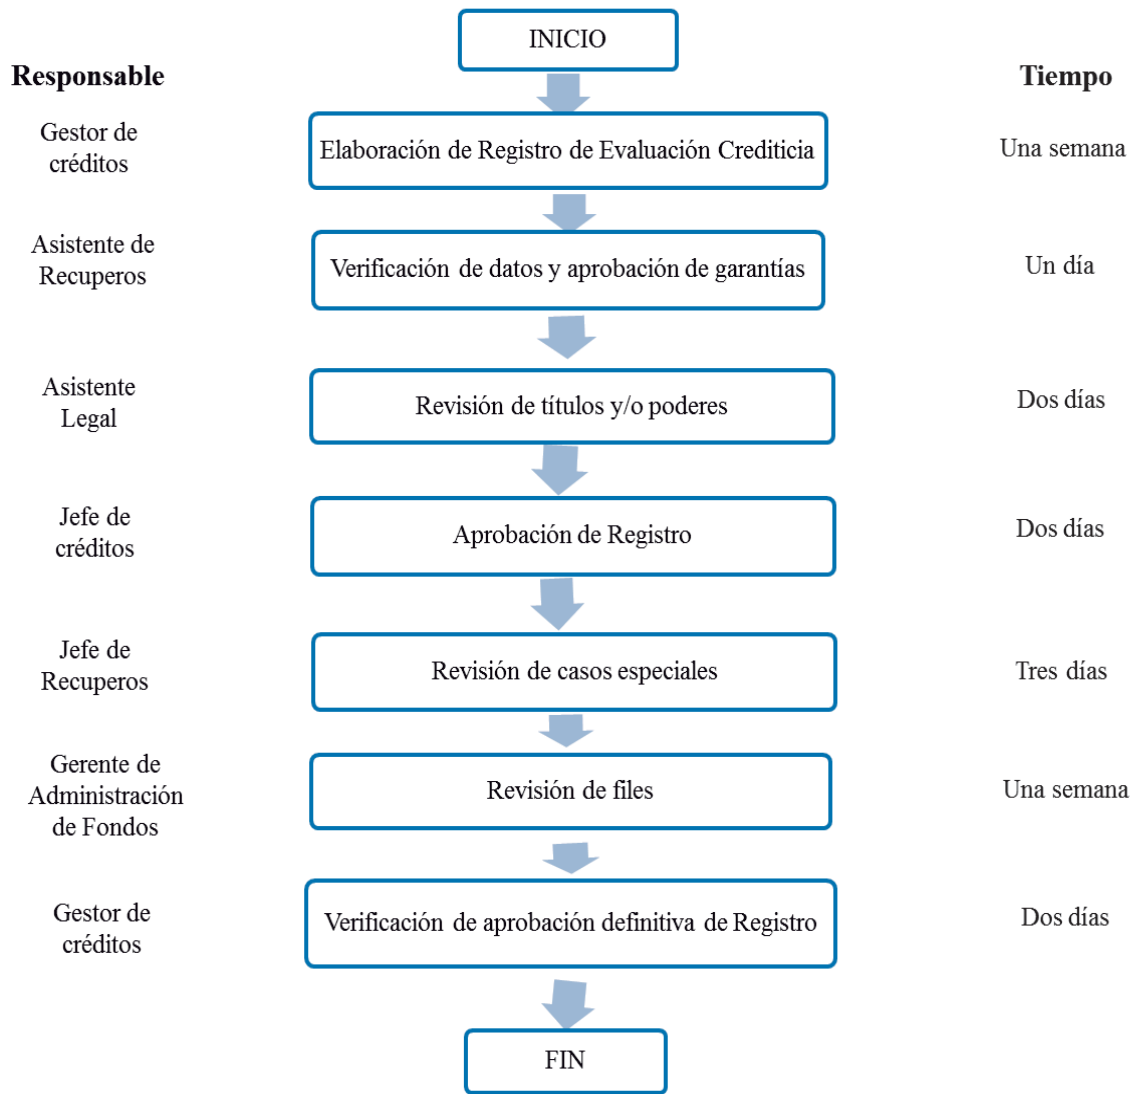 INICIO
Responsable
Tiempo
Gestor de
créditos
Elaboración de Registro de Evaluación Crediticia
Una semana
Asistente de
Recuperos
Verificación de datos y aprobación de garantías
Un día
Asistente
Legal
Revisión de títulos y/o poderes
Dos días
Jefe de
créditos
Aprobación de Registro
Dos días
Jefe de
Recuperos
Revisión de casos especiales
Tres días
Gerente de
Administración
de Fondos
Revisión de files
Una semana
Gestor de
créditos
Verificación de aprobación definitiva de Registro
Dos días
FIN